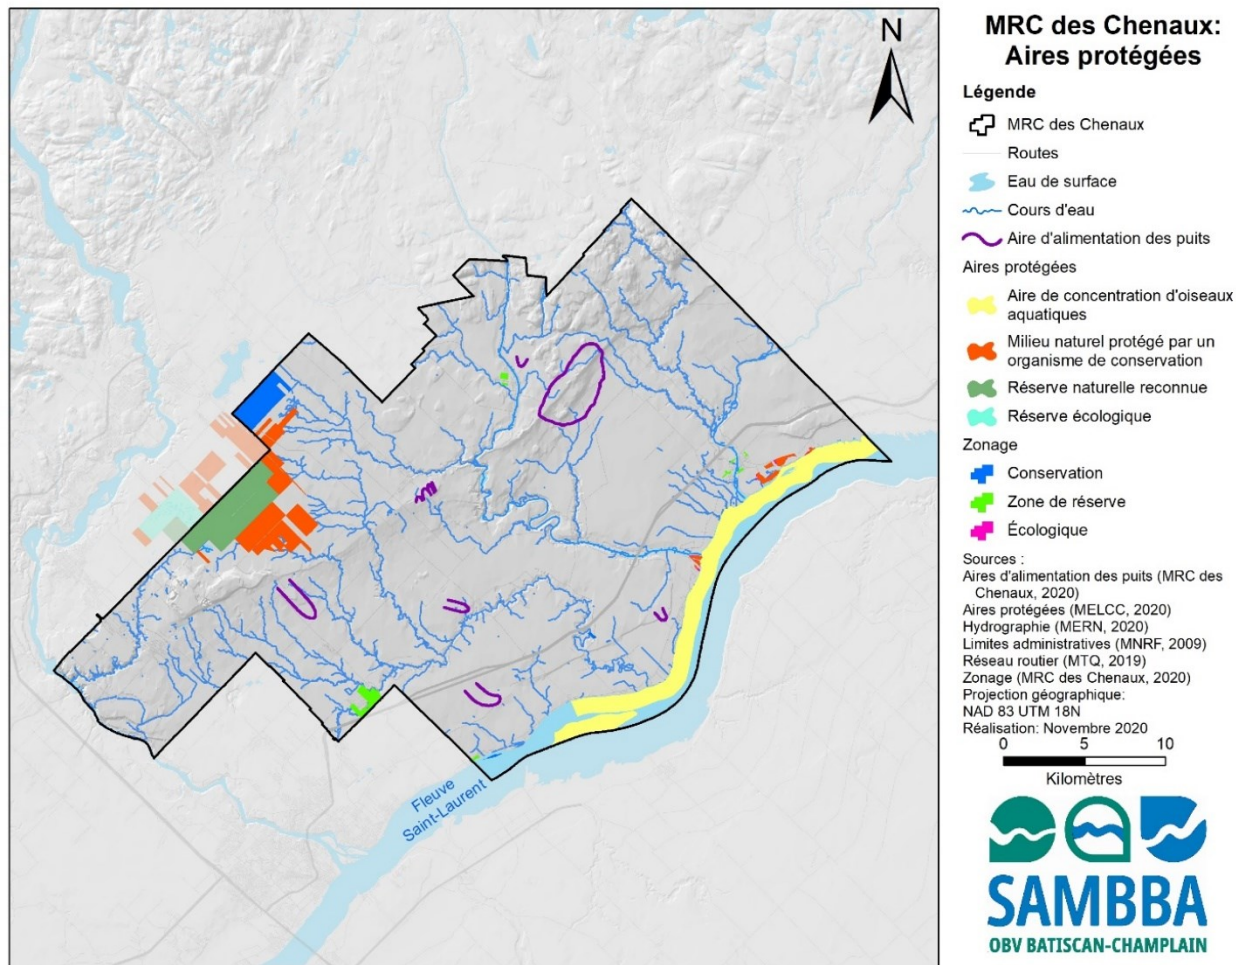 N
Fleuve
Saint-Laurent
MRC des Chenaux:
Aires protégées
Légende
MRC des Chenaux
Routes
Eau de surface
Cours d'eau
Aire d'alimentation des puits
Aires protégées
Aire de concentration d'oiseaux
aquatiques
Milieu naturel protégé par un
organisme de conservation
Réserve naturelle reconnue
Réserve écologique
Zonage
Conservation
Zone de réserve
Écologique
Sources :
Aires d'alimentation des puits (MRC des
Chenaux, 2020)
Aires protégées (MELCC, 2020)
Hydrographie (MERN, 2020)
Limites administratives (MNRF, 2009)
Réseau routier (MTQ, 2019)
Zonage (MRC des Chenaux, 2020)
Projection géographique:
NAD 83 UTM 18N
Réalisation: Novembre 2020
0 5 10
Kilomètres
SAMBBA
OBV BATISCAN-CHAMPLAIN